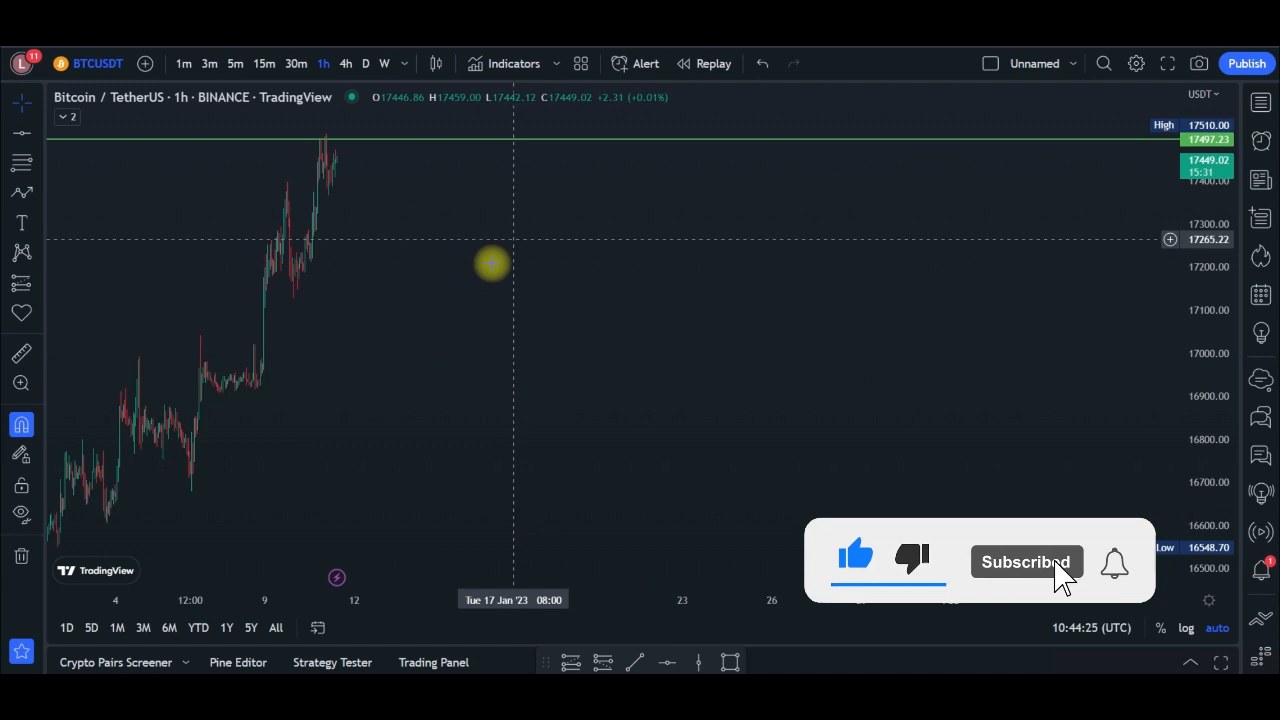 L 11 BTCUSDT 1m 3m 5m 15m 30m 1h 4h D W Indicators Alert Replay Unnamed Publish
Bitcoin / TetherUS · 1h · BINANCE · TradingView O17446.86 H17459.00 L17442.12 C17449.02 +2.31 (+0.01%) USDT
2
High 17510.00
17497.23
17449.02
15:31
17400.00
17300.00
17265.22
17200.00
17100.00
17000.00
16900.00
16800.00
16700.00
16600.00
Low 16548.70
16500.00
Subscribed
TradingView
4 12:00 9 12 Tue 17 Jan '23 08:00 23 26
1D 5D 1M 3M 6M YTD 1Y 5Y All 10:44:25 (UTC) % log auto
Crypto Pairs Screener Pine Editor Strategy Tester Trading Panel
T
1